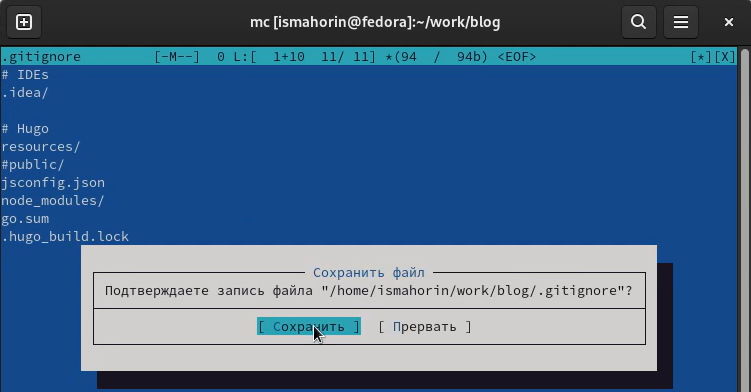 mc [ismahorin@fedora]:~/work/blog
.gitignore [-M--] 0 L:[ 1+10 11/ 11] *(94 / 94b) <EOF> [*][X]
# IDEs
.idea/
# Hugo
resources/
#public/
jsconfig.json
node_modules/
go.sum
.hugo_build.lock
Сохранить файл
Подтверждаете запись файла "/home/ismahorin/work/blog/.gitignore"?
[ Сохранить ] [ Прервать ]